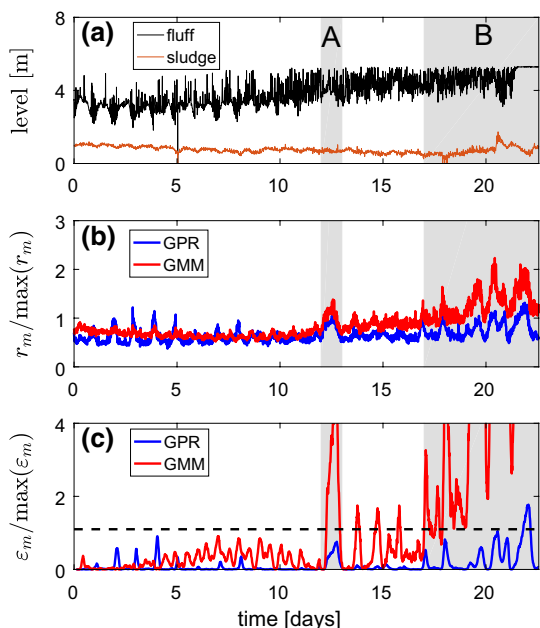 (a)
fluff
sludge
A
B
level [m]
8
4
0
0
5
10
15
20
(b)
GPR
GMM
r_m/max(r_m)
3
2
1
0
0
5
10
15
20
(c)
GPR
GMM
ε_m/max(ε_m)
4
2
0
0
5
10
15
20
time [days]